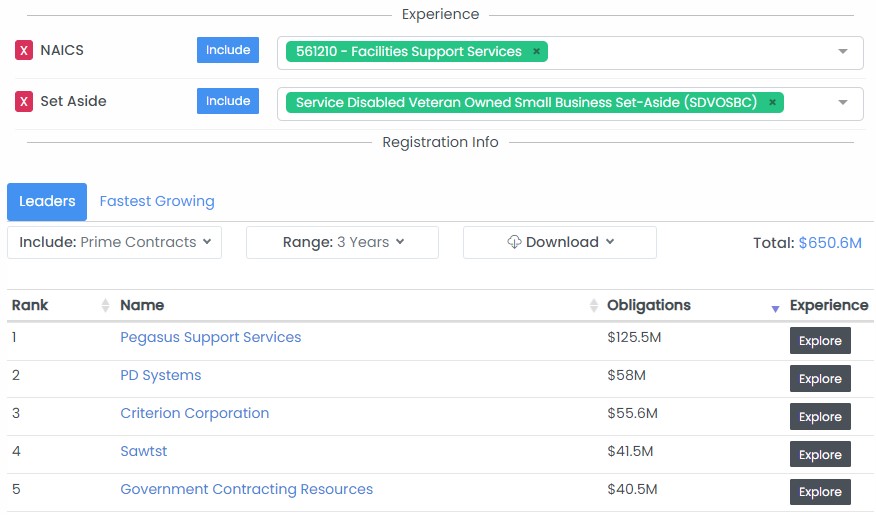 Experience
X NAICS Include 561210 - Facilities Support Services ×
X Set Aside Include Service Disabled Veteran Owned Small Business Set-Aside (SDVOSBC) ×
Registration Info
Leaders Fastest Growing
Include: Prime Contracts Range: 3 Years Download Total: $650.6M
Rank Name Obligations Experience
1 Pegasus Support Services $125.5M Explore
2 PD Systems $58M Explore
3 Criterion Corporation $55.6M Explore
4 Sawtst $41.5M Explore
5 Government Contracting Resources $40.5M Explore